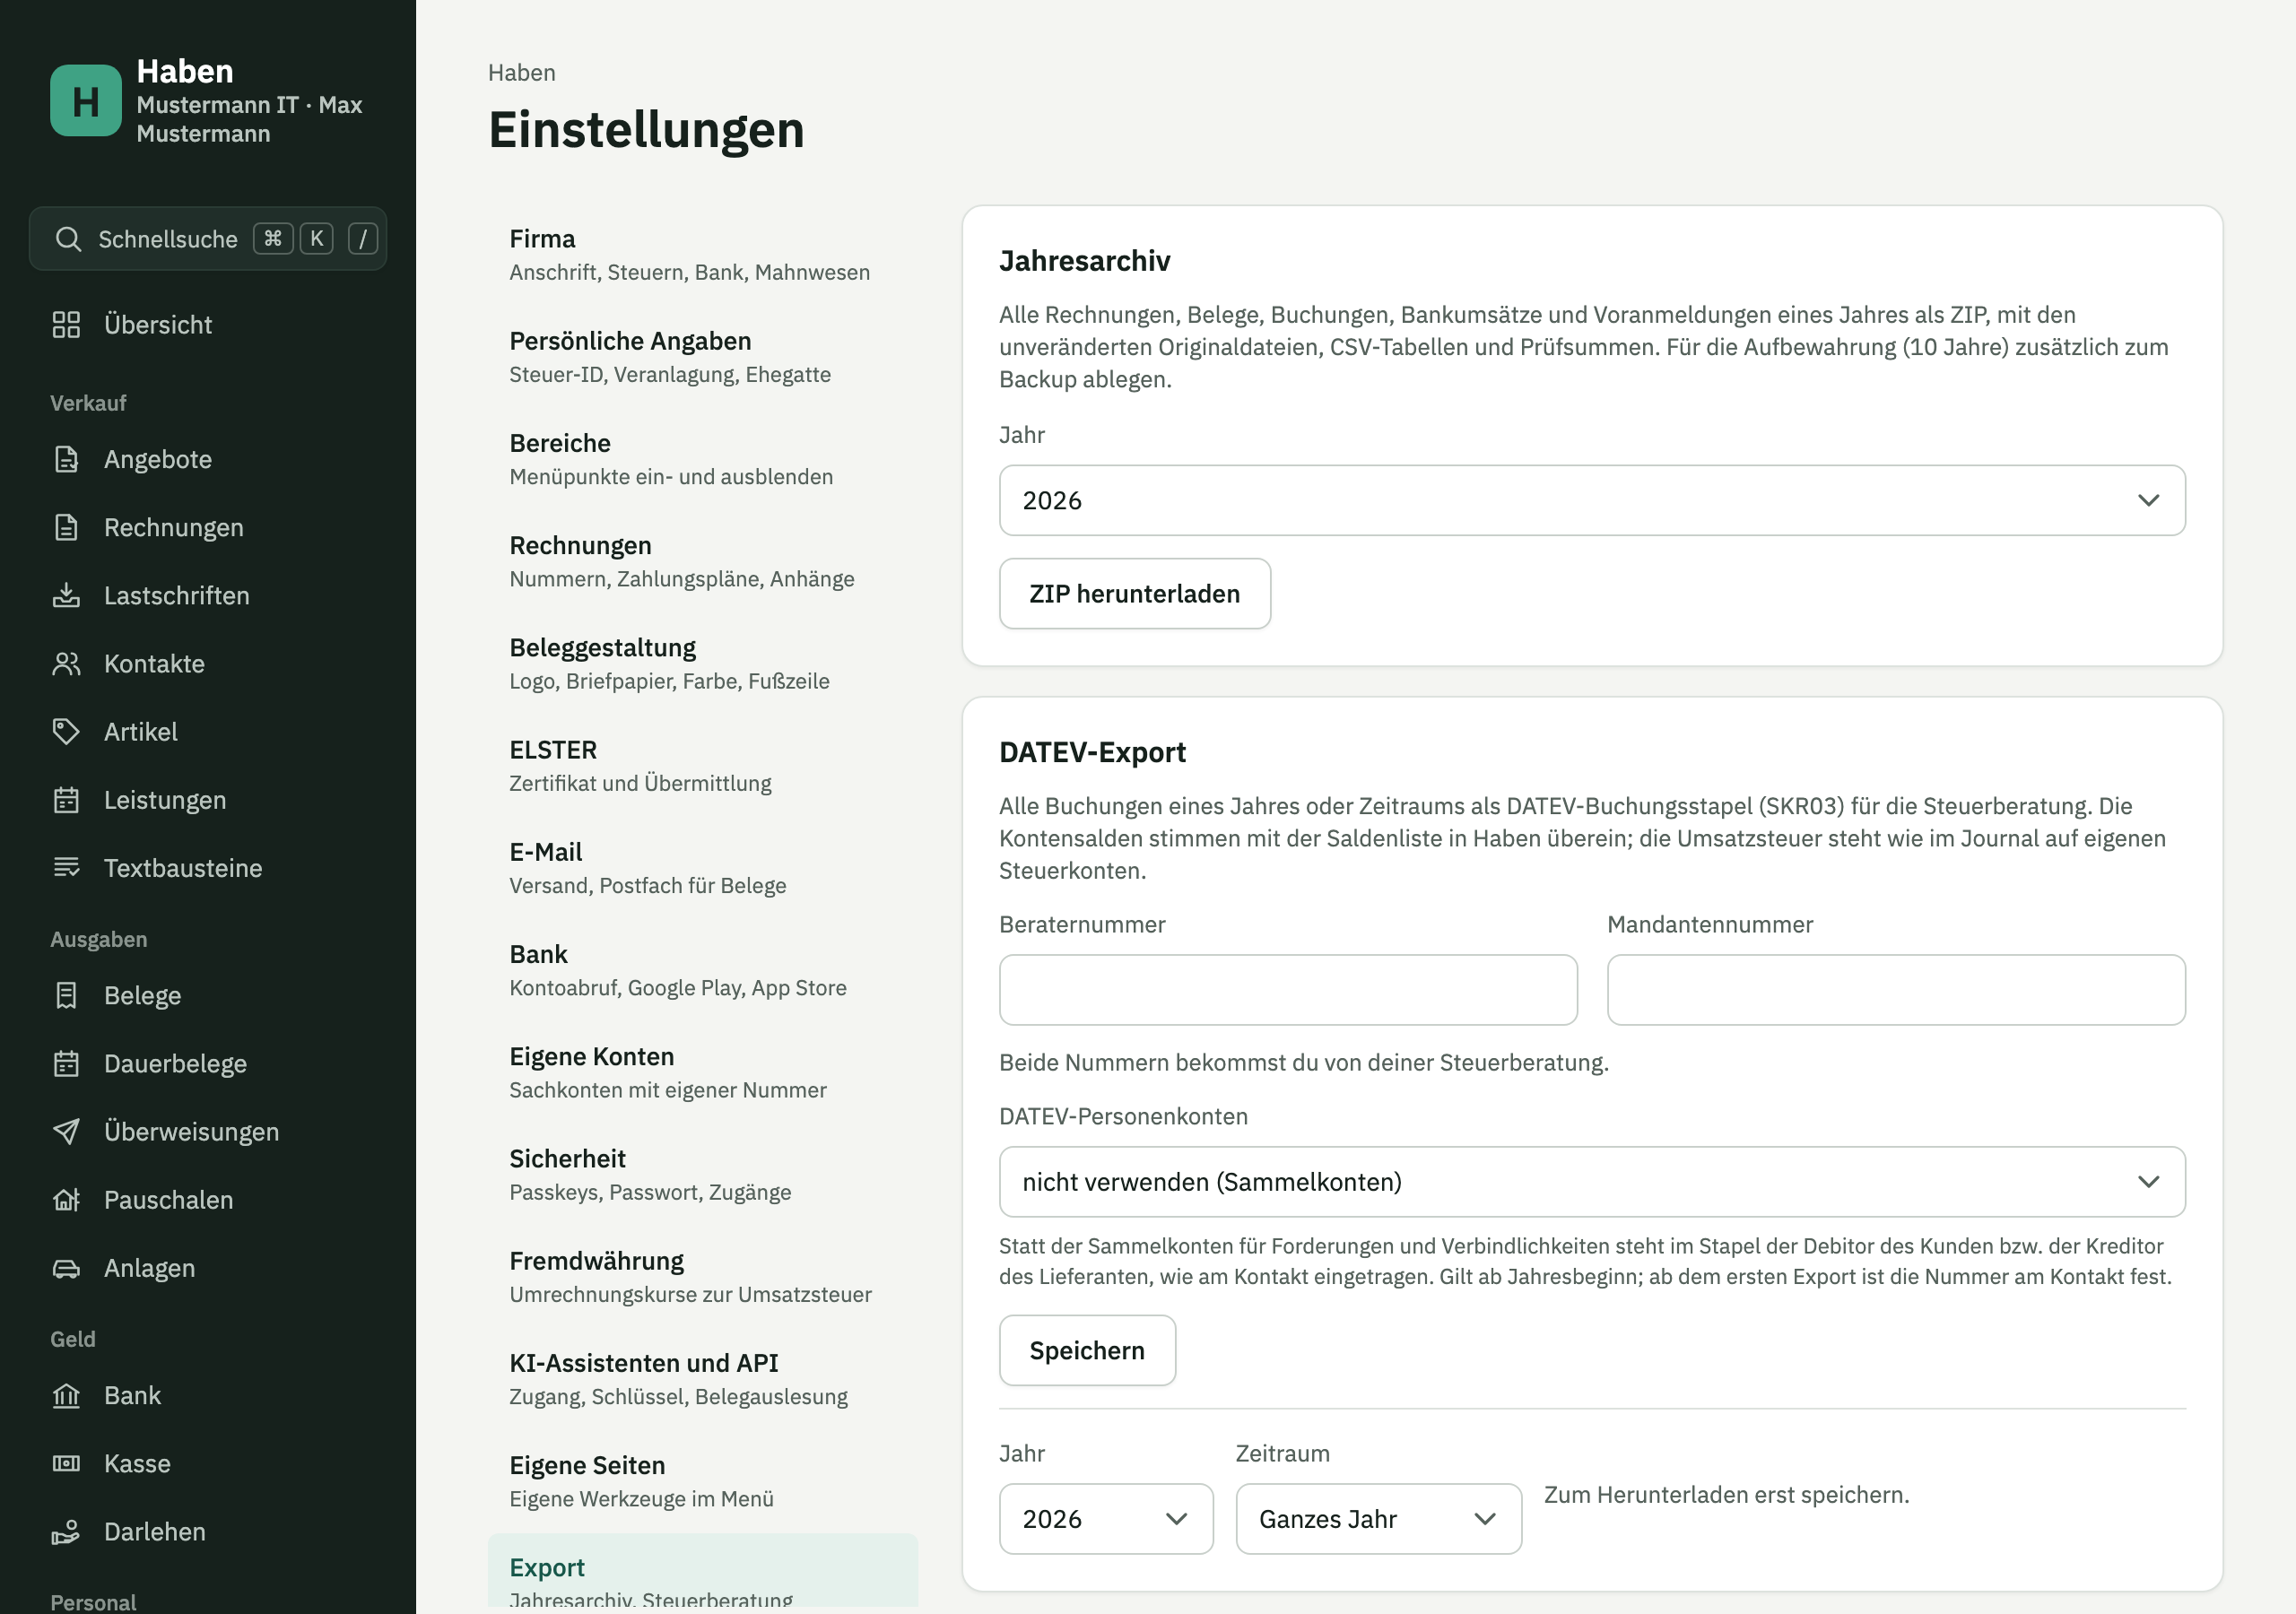 H
Haben
Mustermann IT · Max
Mustermann
Schnellsuche ⌘ K /
Übersicht
Verkauf
Angebote
Rechnungen
Lastschriften
Kontakte
Artikel
Leistungen
Textbausteine
Ausgaben
Belege
Dauerbelege
Überweisungen
Pauschalen
Anlagen
Geld
Bank
Kasse
Darlehen
Personal
Haben
Einstellungen
Firma
Anschrift, Steuern, Bank, Mahnwesen
Persönliche Angaben
Steuer-ID, Veranlagung, Ehegatte
Bereiche
Menüpunkte ein- und ausblenden
Rechnungen
Nummern, Zahlungspläne, Anhänge
Beleggestaltung
Logo, Briefpapier, Farbe, Fußzeile
ELSTER
Zertifikat und Übermittlung
E-Mail
Versand, Postfach für Belege
Bank
Kontoabruf, Google Play, App Store
Eigene Konten
Sachkonten mit eigener Nummer
Sicherheit
Passkeys, Passwort, Zugänge
Fremdwährung
Umrechnungskurse zur Umsatzsteuer
KI-Assistenten und API
Zugang, Schlüssel, Belegauslesung
Eigene Seiten
Eigene Werkzeuge im Menü
Export
Jahresarchiv, Steuerberatung
Jahresarchiv
Alle Rechnungen, Belege, Buchungen, Bankumsätze und Voranmeldungen eines Jahres als ZIP, mit den
unveränderten Originaldateien, CSV-Tabellen und Prüfsummen. Für die Aufbewahrung (10 Jahre) zusätzlich zum
Backup ablegen.
Jahr
2026
ZIP herunterladen
DATEV-Export
Alle Buchungen eines Jahres oder Zeitraums als DATEV-Buchungsstapel (SKR03) für die Steuerberatung. Die
Kontensalden stimmen mit der Saldenliste in Haben überein; die Umsatzsteuer steht wie im Journal auf eigenen
Steuerkonten.
Beraternummer Mandantennummer
Beide Nummern bekommst du von deiner Steuerberatung.
DATEV-Personenkonten
nicht verwenden (Sammelkonten)
Statt der Sammelkonten für Forderungen und Verbindlichkeiten steht im Stapel der Debitor des Kunden bzw. der Kreditor
des Lieferanten, wie am Kontakt eingetragen. Gilt ab Jahresbeginn; ab dem ersten Export ist die Nummer am Kontakt fest.
Speichern
Jahr Zeitraum
2026 Ganzes Jahr Zum Herunterladen erst speichern.